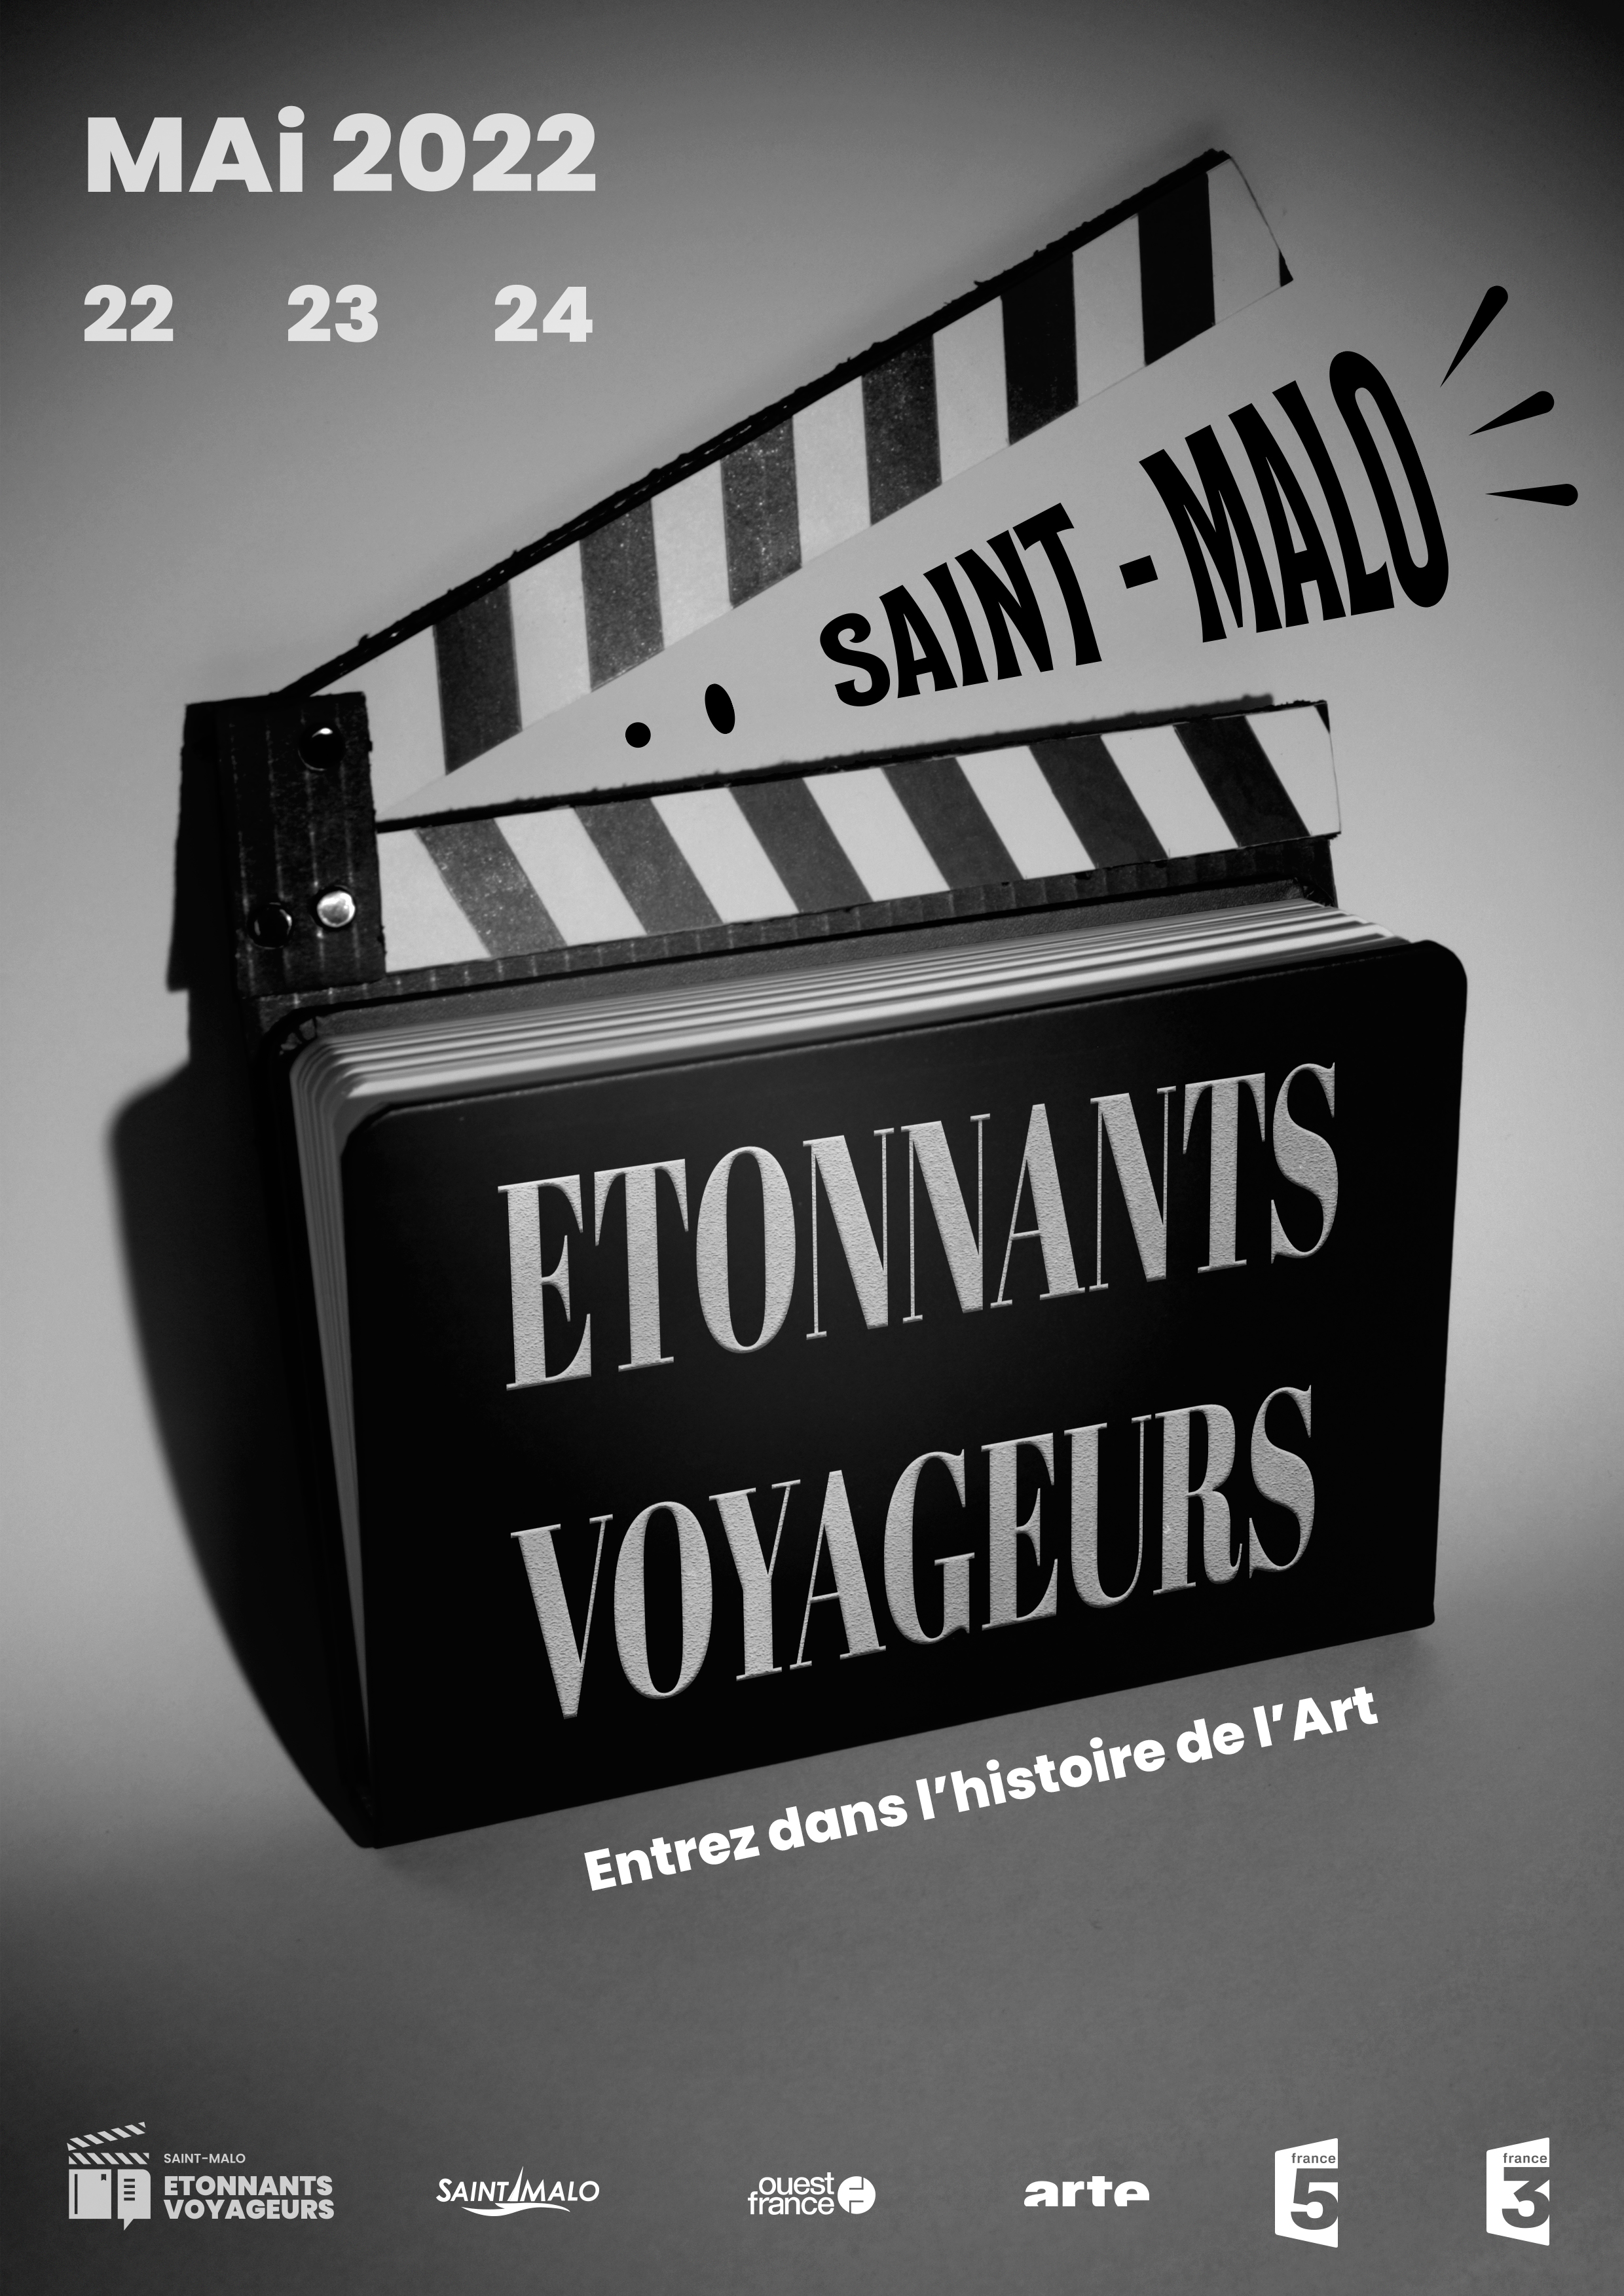 MAi 2022
22 23 24
SAINT - MALO
ETONNANTS
VOYAGEURS
Entrez dans l’histoire de l’Art
SAINT-MALO
ETONNANTS
VOYAGEURS
SAINT MALO
ouest
france
arte
france
5
france
3